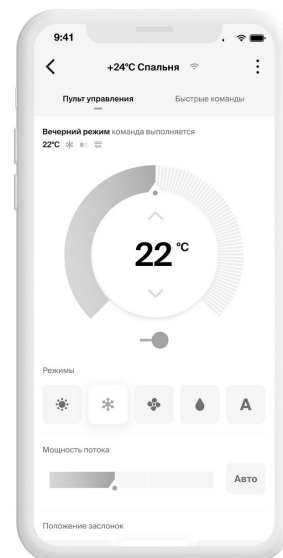 9:41
+24°C Спальня
Пульт управления Быстрые команды
Вечерний режим команда выполняется
22°C
22 °C
Режимы
A
Мощность потока
Авто
Положение заслонок